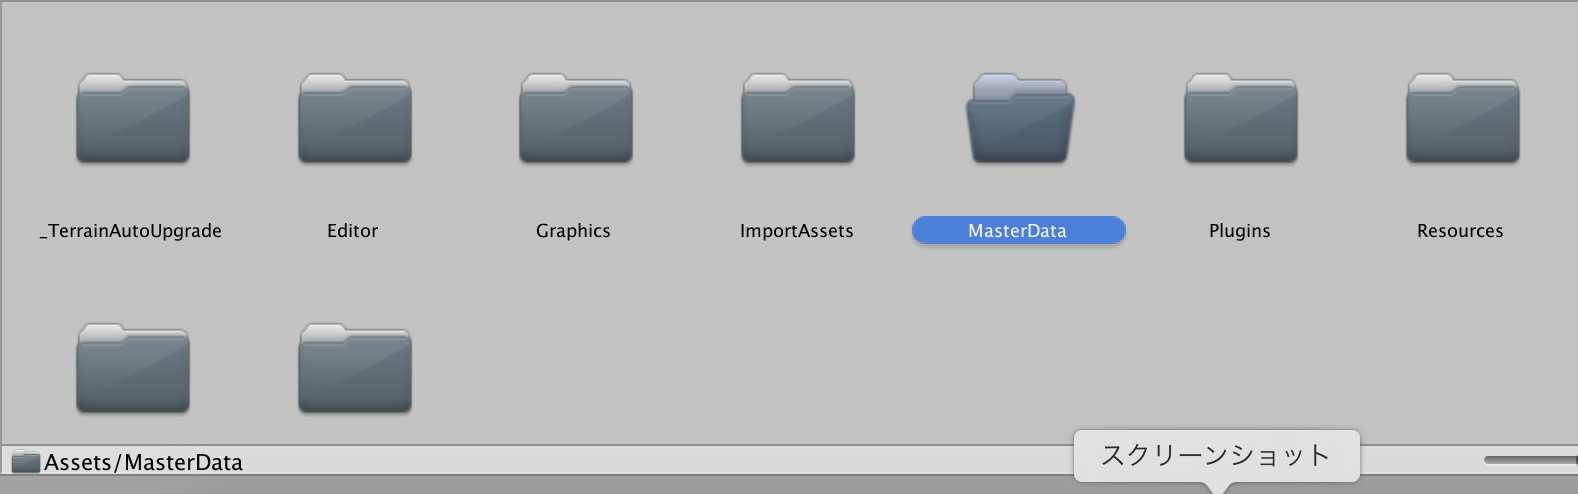 _TerrainAutoUpgrade
Editor
Graphics
ImportAssets
MasterData
Plugins
Resources
Assets/MasterData
スクリーンショット